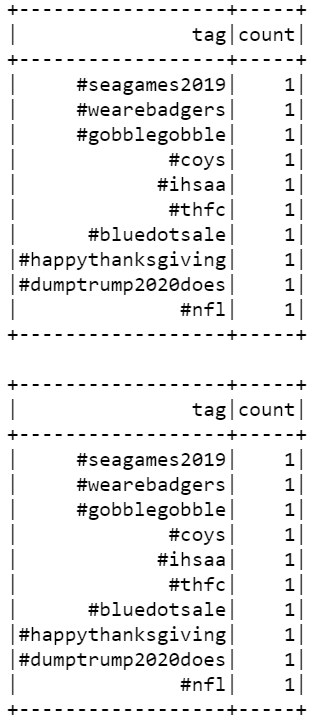 +------------------+-----+
|               tag|count|
+------------------+-----+
|     #seagames2019|    1|
|     #wearebadgers|    1|
|     #gobblegobble|    1|
|             #coys|    1|
|            #ihsaa|    1|
|             #thfc|    1|
|      #bluedotsale|    1|
|#happythanksgiving|    1|
|#dumptrump2020does|    1|
|              #nfl|    1|
+------------------+-----+

+------------------+-----+
|               tag|count|
+------------------+-----+
|     #seagames2019|    1|
|     #wearebadgers|    1|
|     #gobblegobble|    1|
|             #coys|    1|
|            #ihsaa|    1|
|             #thfc|    1|
|      #bluedotsale|    1|
|#happythanksgiving|    1|
|#dumptrump2020does|    1|
|              #nfl|    1|
+------------------+-----+